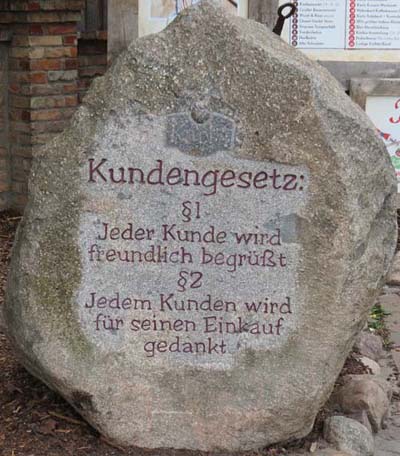 Kundengesetz:
§1
Jeder Kunde wird
freundlich begrüßt
§2
Jedem Kunden wird
für seinen Einkauf
gedankt